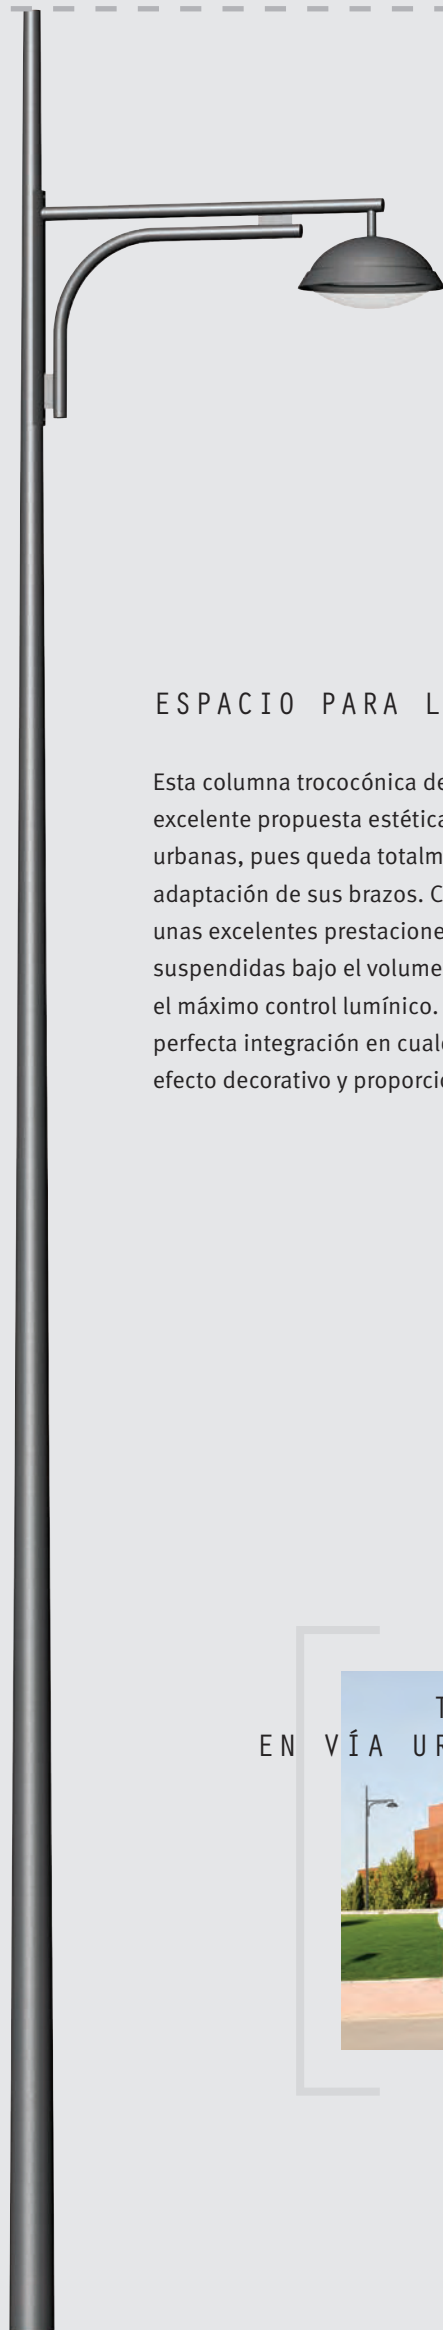 ESPACIO PARA L
Esta columna trococónica de
excelente propuesta estética
urbanas, pues queda totalm
adaptación de sus brazos. C
unas excelentes prestacione
suspendidas bajo el volume
el máximo control lumínico.
perfecta integración en cual
efecto decorativo y proporci
T
EN VÍA UR